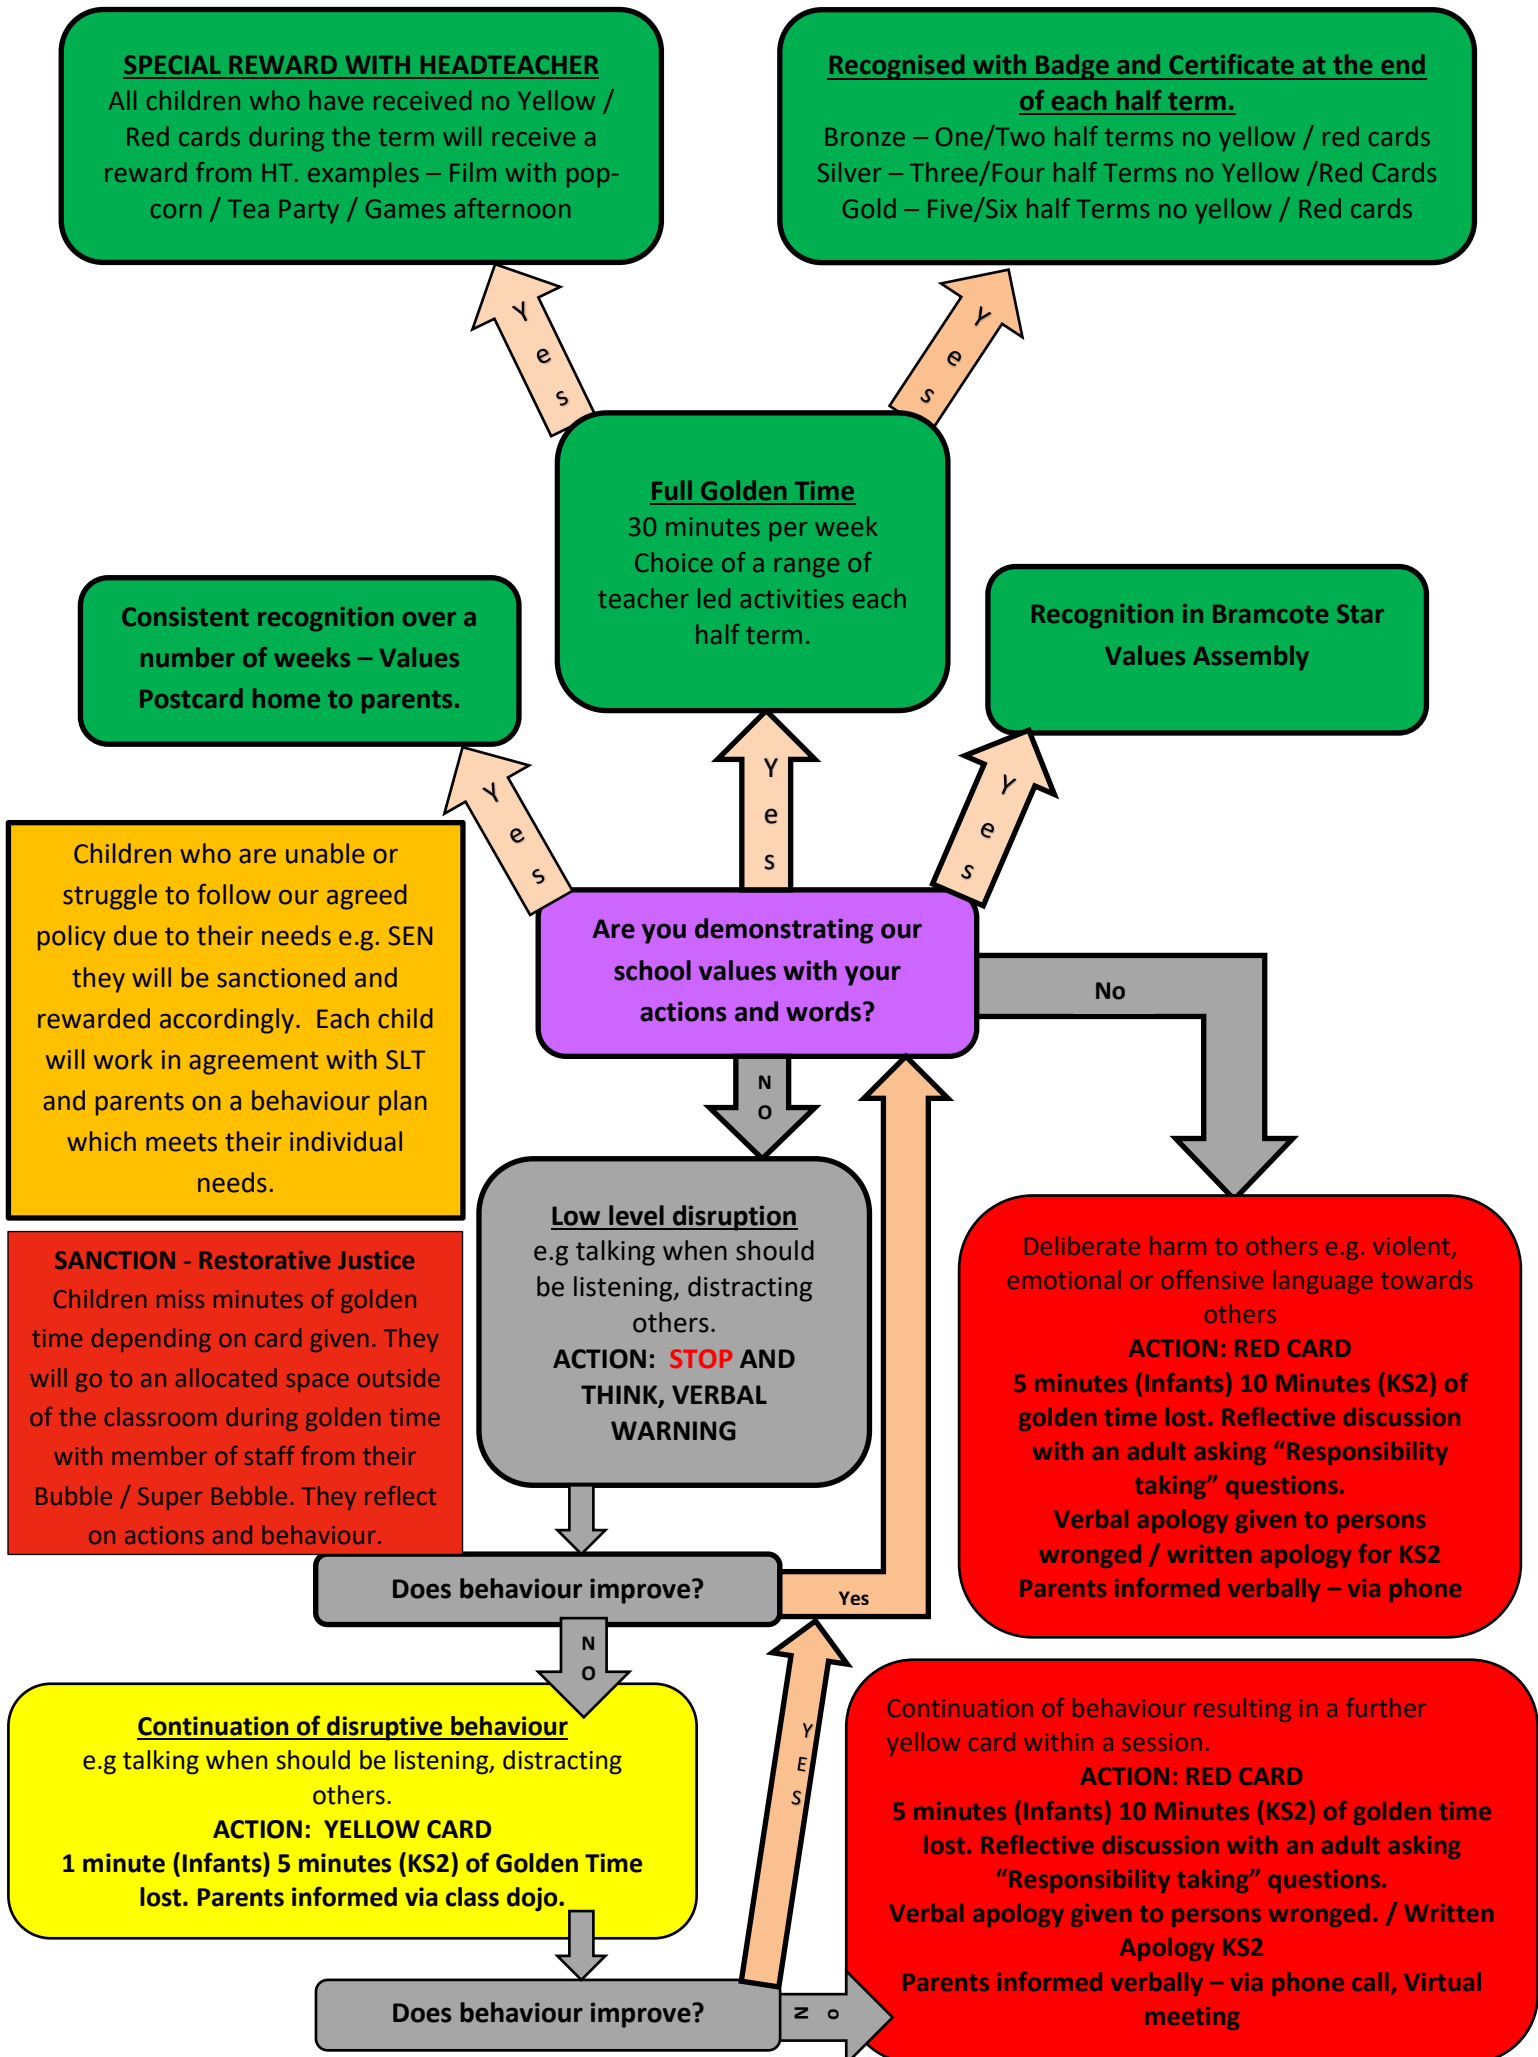 SPECIAL REWARD WITH HEADTEACHER
All children who have received no Yellow /
Red cards during the term will receive a
reward from HT. examples – Film with pop-
corn / Tea Party / Games afternoon
Recognised with Badge and Certificate at the end
of each half term.
Bronze – One/Two half terms no yellow / red cards
Silver – Three/Four half Terms no Yellow /Red Cards
Gold – Five/Six half Terms no yellow / Red cards
Yes
Yes
Full Golden Time
30 minutes per week
Choice of a range of
teacher led activities each
half term.
Consistent recognition over a
number of weeks – Values
Postcard home to parents.
Recognition in Bramcote Star
Values Assembly
Yes
Yes
Yes
Children who are unable or
struggle to follow our agreed
policy due to their needs e.g. SEN
they will be sanctioned and
rewarded accordingly.  Each child
will work in agreement with SLT
and parents on a behaviour plan
which meets their individual
needs.
Are you demonstrating our
school values with your
actions and words?
No
NO
Low level disruption
e.g talking when should
be listening, distracting
others.
ACTION:  STOP AND
THINK, VERBAL
WARNING
SANCTION - Restorative Justice
Children miss minutes of golden
time depending on card given. They
will go to an allocated space outside
of the classroom during golden time
with member of staff from their
Bubble / Super Bebble. They reflect
on actions and behaviour.
Deliberate harm to others e.g. violent,
emotional or offensive language towards
others
ACTION: RED CARD
5 minutes (Infants) 10 Minutes (KS2) of
golden time lost. Reflective discussion
with an adult asking “Responsibility
taking” questions.
Verbal apology given to persons
wronged / written apology for KS2
Parents informed verbally – via phone
Does behaviour improve?
Yes
NO
Continuation of disruptive behaviour
e.g talking when should be listening, distracting
others.
ACTION:  YELLOW CARD
1 minute (Infants) 5 minutes (KS2) of Golden Time
lost. Parents informed via class dojo.
YES
Continuation of behaviour resulting in a further
yellow card within a session.
ACTION: RED CARD
5 minutes (Infants) 10 Minutes (KS2) of golden time
lost. Reflective discussion with an adult asking
“Responsibility taking” questions.
Verbal apology given to persons wronged. / Written
Apology KS2
Parents informed verbally – via phone call, Virtual
meeting
Does behaviour improve?
No